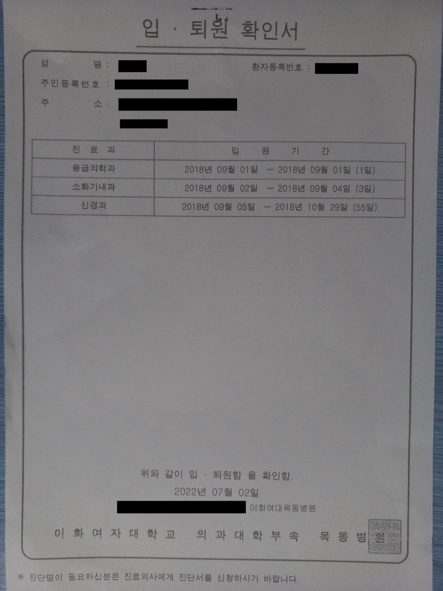 입 · 퇴원 확인서
성 명 : 환자등록번호 :
주민등록번호 :
주 소 :
진 료 과 입 원 기 간
응급의학과 2018년 09월 01일 ~ 2018년 09월 01일 (1일)
소화기내과 2018년 09월 02일 ~ 2018년 09월 04일 (3일)
신경과 2018년 09월 05일 ~ 2018년 10월 29일 (55일)
위와 같이 입 · 퇴원함 을 확인함.
2022년 07월 02일
이화여대목동병원
이 화 여 자 대 학 교 의 과 대 학 부 속 목 동 병 원
※ 진단명이 필요하신분은 진료의사에게 진단서를 신청하시기 바랍니다.